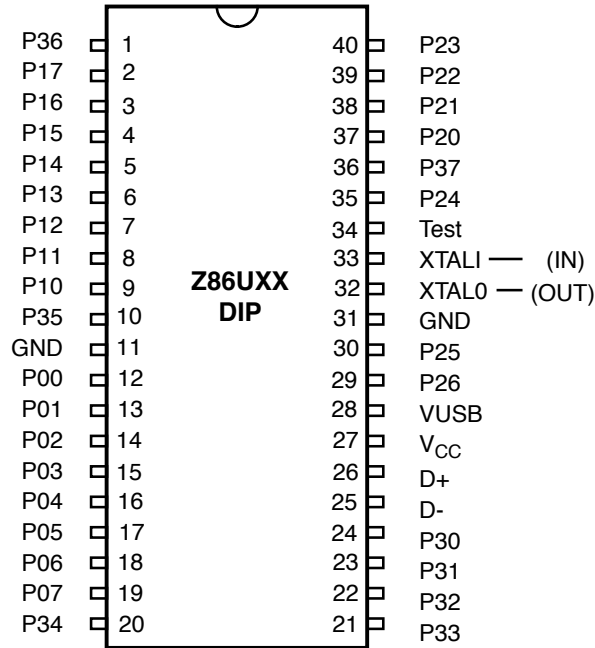 P36 1 40 P23
P17 2 39 P22
P16 3 38 P21
P15 4 37 P20
P14 5 36 P37
P13 6 35 P24
P12 7 34 Test
P11 8 33 XTALI — (IN)
P10 9 Z86UXX 32 XTAL0 — (OUT)
P35 10 DIP 31 GND
GND 11 30 P25
P00 12 29 P26
P01 13 28 VUSB
P02 14 27 VCC
P03 15 26 D+
P04 16 25 D-
P05 17 24 P30
P06 18 23 P31
P07 19 22 P32
P34 20 21 P33